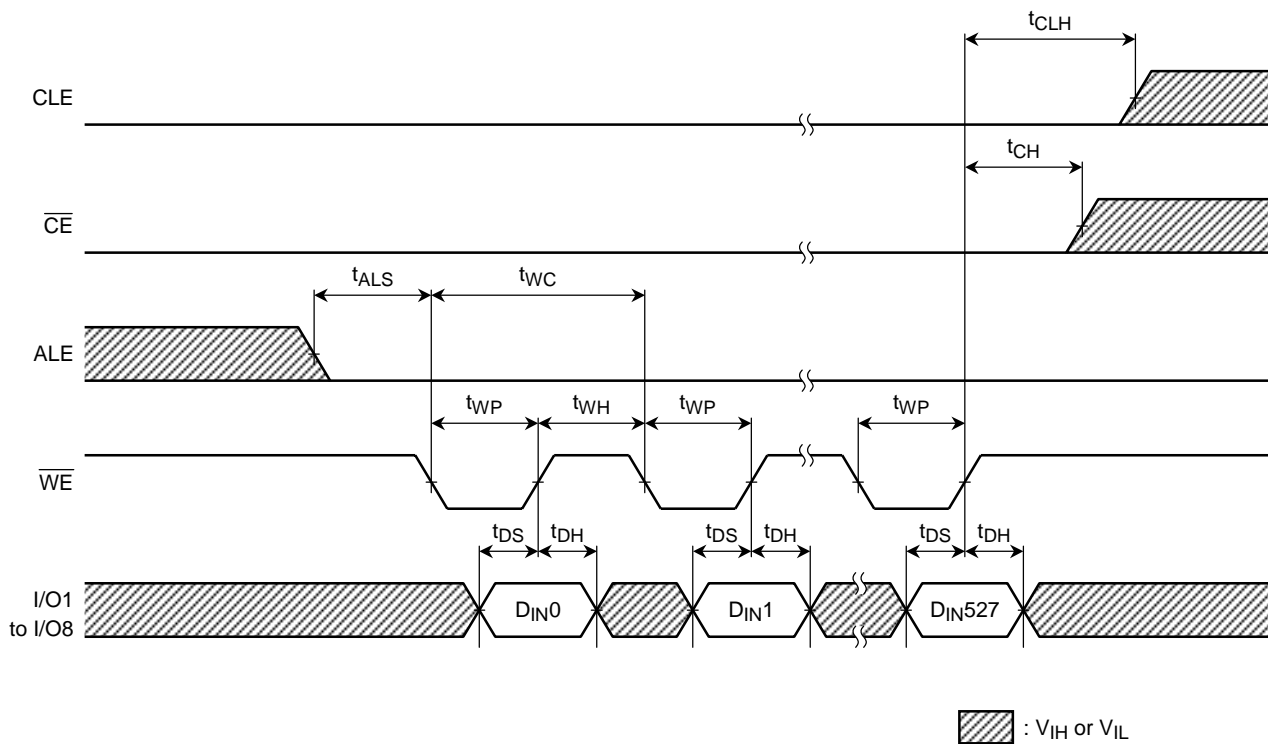 tCLH
CLE
tCH
CE
tALS
tWC
ALE
tWP
tWH
tWP
tWP
WE
tDS
tDH
tDS
tDH
tDS
tDH
I/O1
to I/O8
DIN0
DIN1
DIN527
: VIH or VIL